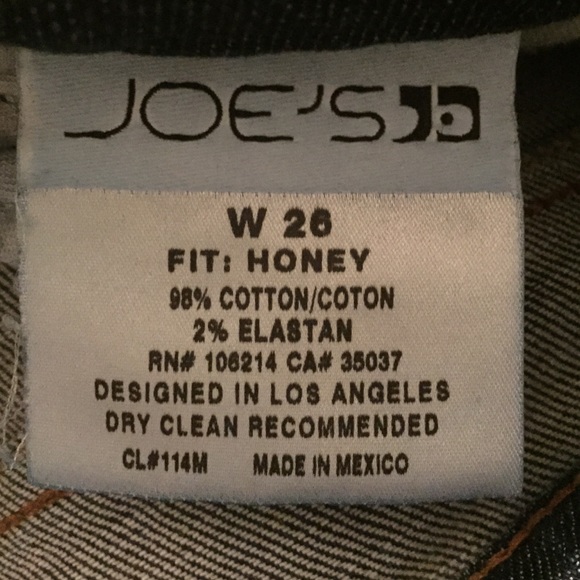 JOE'S
W 26
FIT: HONEY
98% COTTON/COTON
2% ELASTAN
RN# 106214 CA# 35037
DESIGNED IN LOS ANGELES
DRY CLEAN RECOMMENDED
CL#114M MADE IN MEXICO